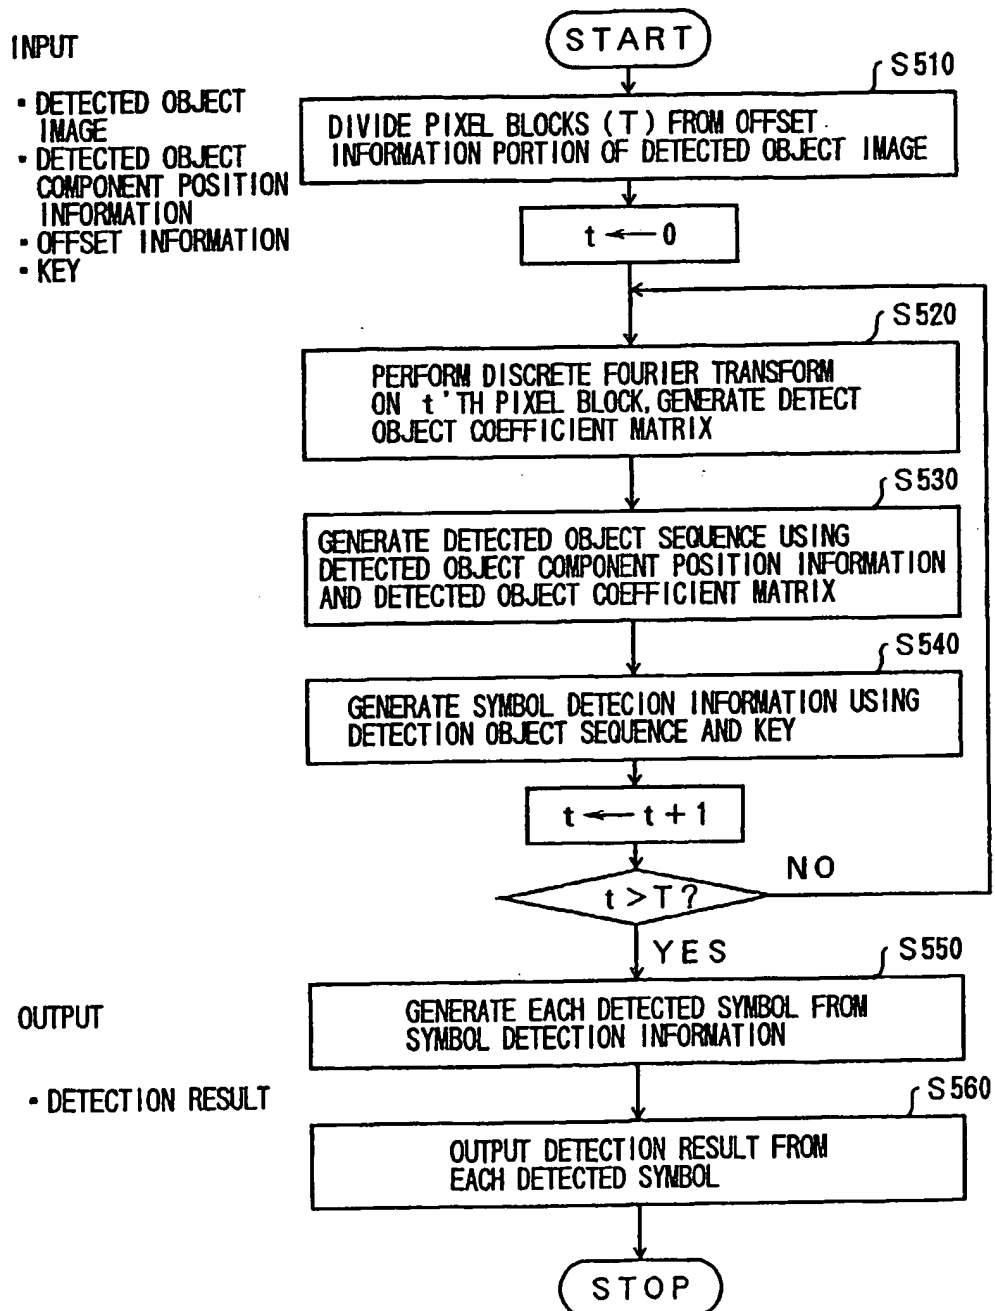 INPUT
・DETECTED OBJECT
IMAGE
・DETECTED OBJECT
COMPONENT POSITION
INFORMATION
・OFFSET INFORMATION
・KEY
START
S510
DIVIDE PIXEL BLOCKS (T) FROM OFFSET
INFORMATION PORTION OF DETECTED OBJECT IMAGE
t ← 0
S520
PERFORM DISCRETE FOURIER TRANSFORM
ON t'TH PIXEL BLOCK, GENERATE DETECT
OBJECT COEFFICIENT MATRIX
S530
GENERATE DETECTED OBJECT SEQUENCE USING
DETECTED OBJECT COMPONENT POSITION INFORMATION
AND DETECTED OBJECT COEFFICIENT MATRIX
S540
GENERATE SYMBOL DETECION INFORMATION USING
DETECTION OBJECT SEQUENCE AND KEY
t ← t + 1
t > T ?
NO
YES
S550
GENERATE EACH DETECTED SYMBOL FROM
SYMBOL DETECTION INFORMATION
OUTPUT
・DETECTION RESULT
S560
OUTPUT DETECTION RESULT FROM
EACH DETECTED SYMBOL
STOP